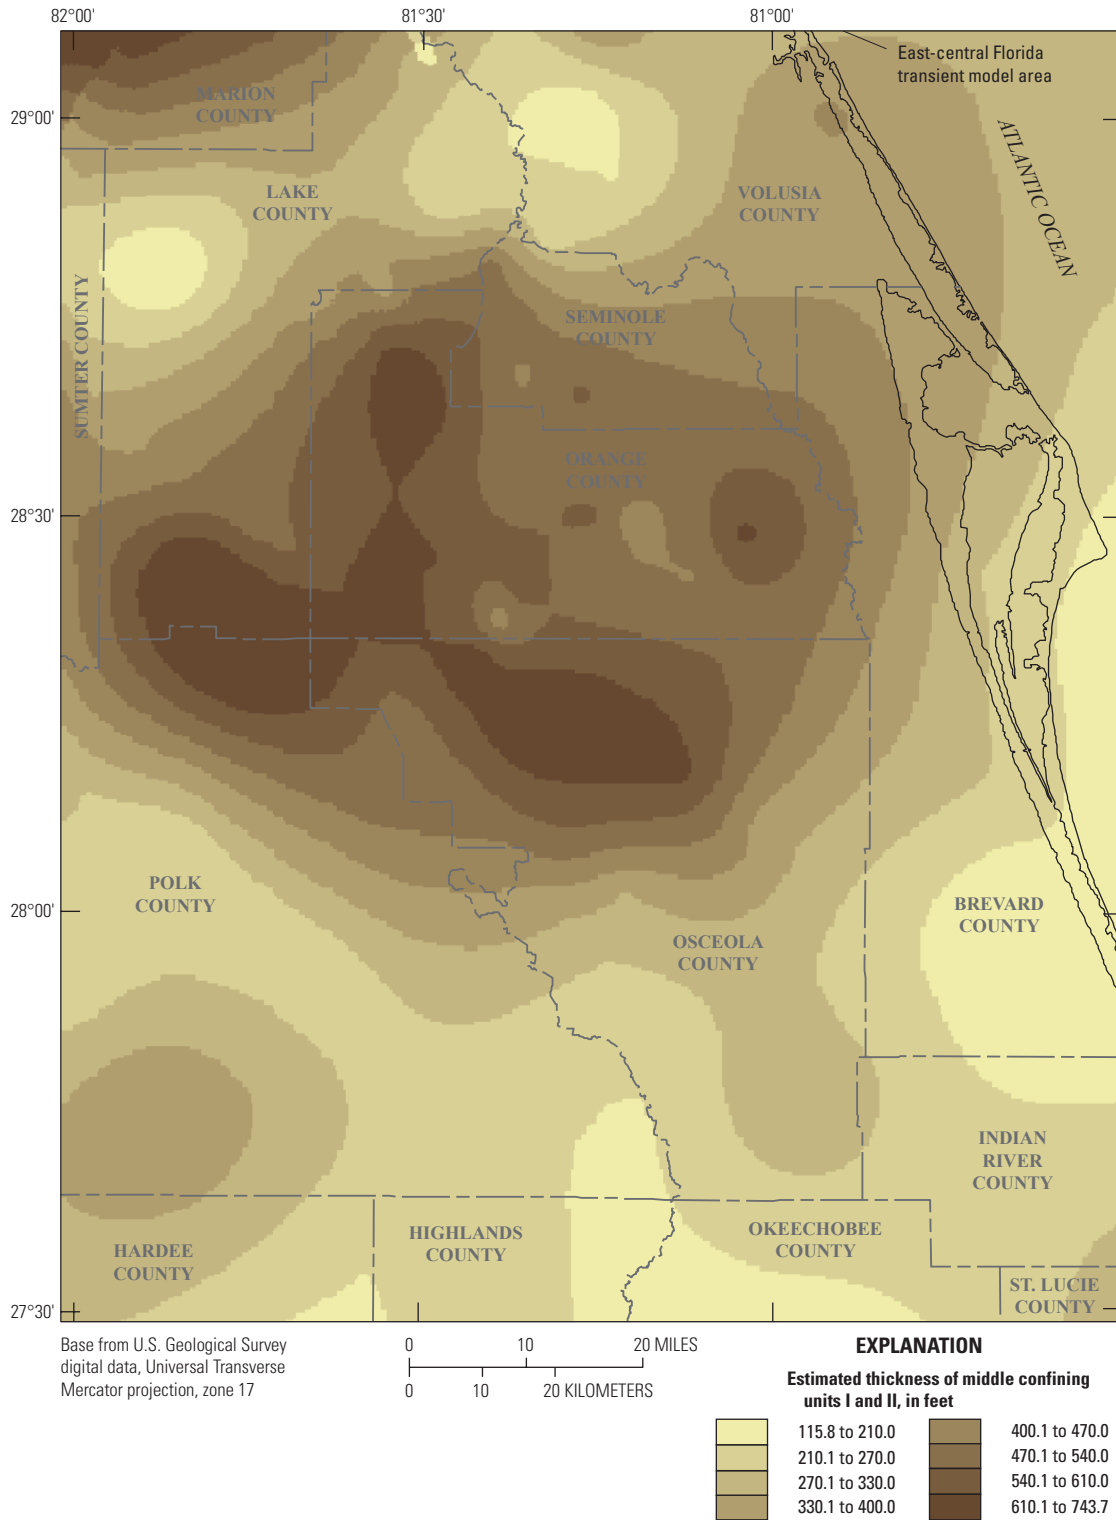 82°00'
81°30'
81°00'
East-central Florida
transient model area
29°00'
MARION
COUNTY
ATLANTIC OCEAN
LAKE
COUNTY
VOLUSIA
COUNTY
SUMTER COUNTY
SEMINOLE
COUNTY
ORANGE
COUNTY
28°30'
POLK
COUNTY
28°00'
BREVARD
COUNTY
OSCEOLA
COUNTY
INDIAN
RIVER
COUNTY
HIGHLANDS
COUNTY
OKEECHOBEE
COUNTY
HARDEE
COUNTY
ST. LUCIE
COUNTY
27°30'
Base from U.S. Geological Survey
digital data, Universal Transverse
Mercator projection, zone 17
0 10 20 MILES
0 10 20 KILOMETERS
EXPLANATION
Estimated thickness of middle confining
units I and II, in feet
115.8 to 210.0
210.1 to 270.0
270.1 to 330.0
330.1 to 400.0
400.1 to 470.0
470.1 to 540.0
540.1 to 610.0
610.1 to 743.7